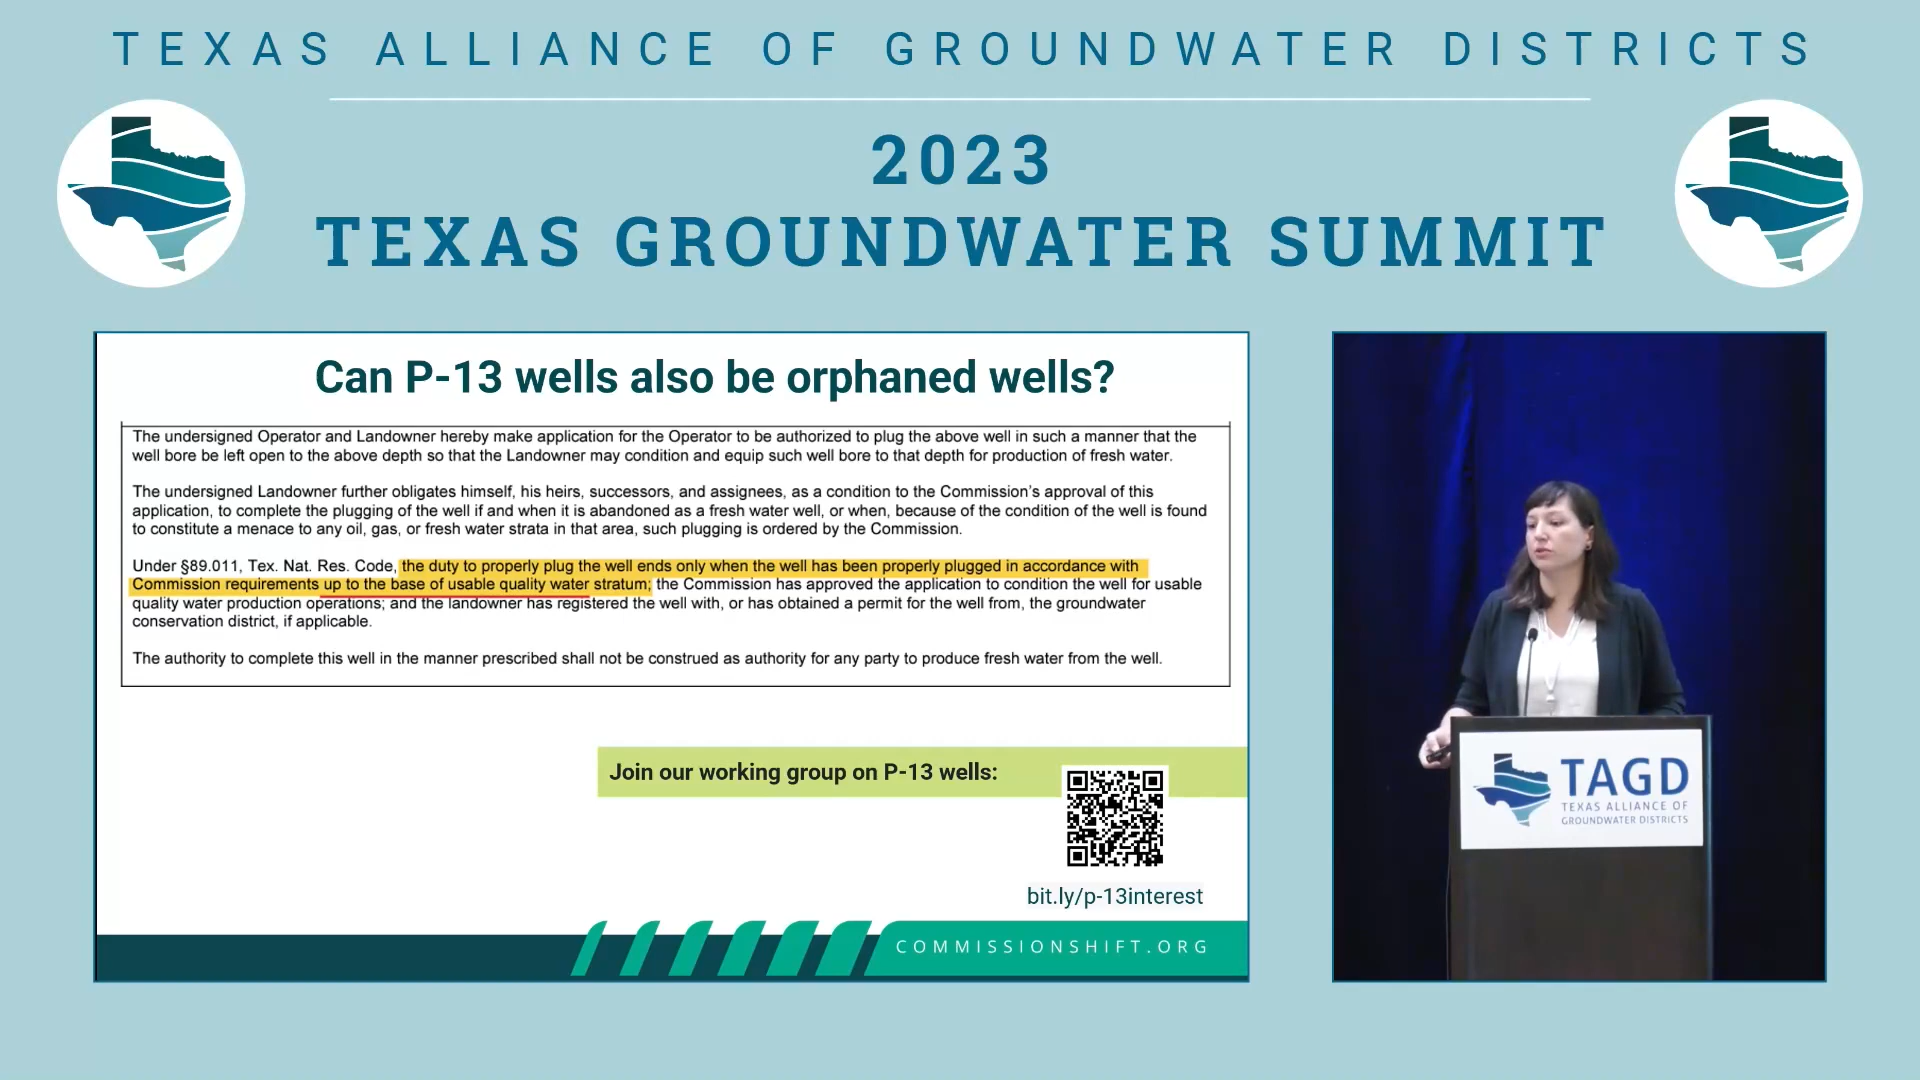 TEXAS ALLIANCE OF GROUNDWATER DISTRICTS
2023
TEXAS GROUNDWATER SUMMIT
Can P-13 wells also be orphaned wells?
The undersigned Operator and Landowner hereby make application for the Operator to be authorized to plug the above well in such a manner that the
well bore be left open to the above depth so that the Landowner may condition and equip such well bore to that depth for production of fresh water.
The undersigned Landowner further obligates himself, his heirs, successors, and assignees, as a condition to the Commission's approval of this
application, to complete the plugging of the well if and when it is abandoned as a fresh water well, or when, because of the condition of the well is found
to constitute a menace to any oil, gas, or fresh water strata in that area, such plugging is ordered by the Commission.
Under §89.011, Tex. Nat. Res. Code, the duty to properly plug the well ends only when the well has been properly plugged in accordance with
Commission requirements up to the base of usable quality water stratum; the Commission has approved the application to condition the well for usable
quality water production operations; and the landowner has registered the well with, or has obtained a permit for the well from, the groundwater
conservation district, if applicable.
The authority to complete this well in the manner prescribed shall not be construed as authority for any party to produce fresh water from the well.
Join our working group on P-13 wells:
bit.ly/p-13interest
COMMISSIONSHIFT.ORG
TAGD
TEXAS ALLIANCE OF
GROUNDWATER DISTRICTS